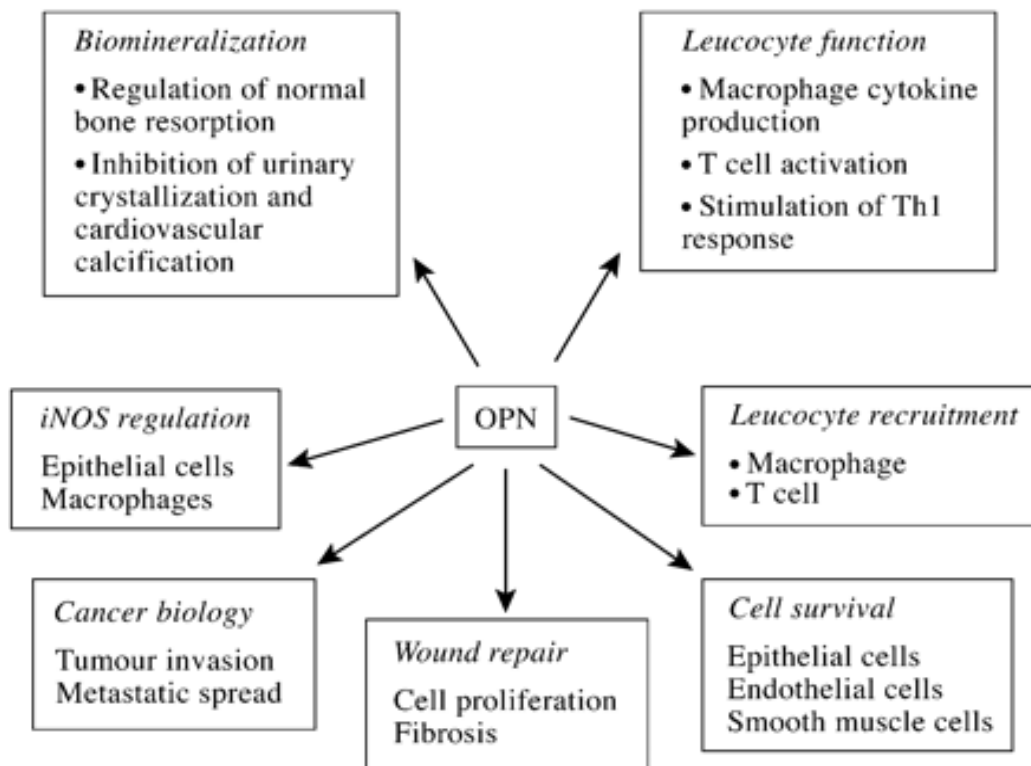 Biomineralization
• Regulation of normal
bone resorption
• Inhibition of urinary
crystallization and
cardiovascular
calcification
Leucocyte function
• Macrophage cytokine
production
• T cell activation
• Stimulation of Th1
response
iNOS regulation
Epithelial cells
Macrophages
OPN
Leucocyte recruitment
• Macrophage
• T cell
Cancer biology
Tumour invasion
Metastatic spread
Wound repair
Cell proliferation
Fibrosis
Cell survival
Epithelial cells
Endothelial cells
Smooth muscle cells